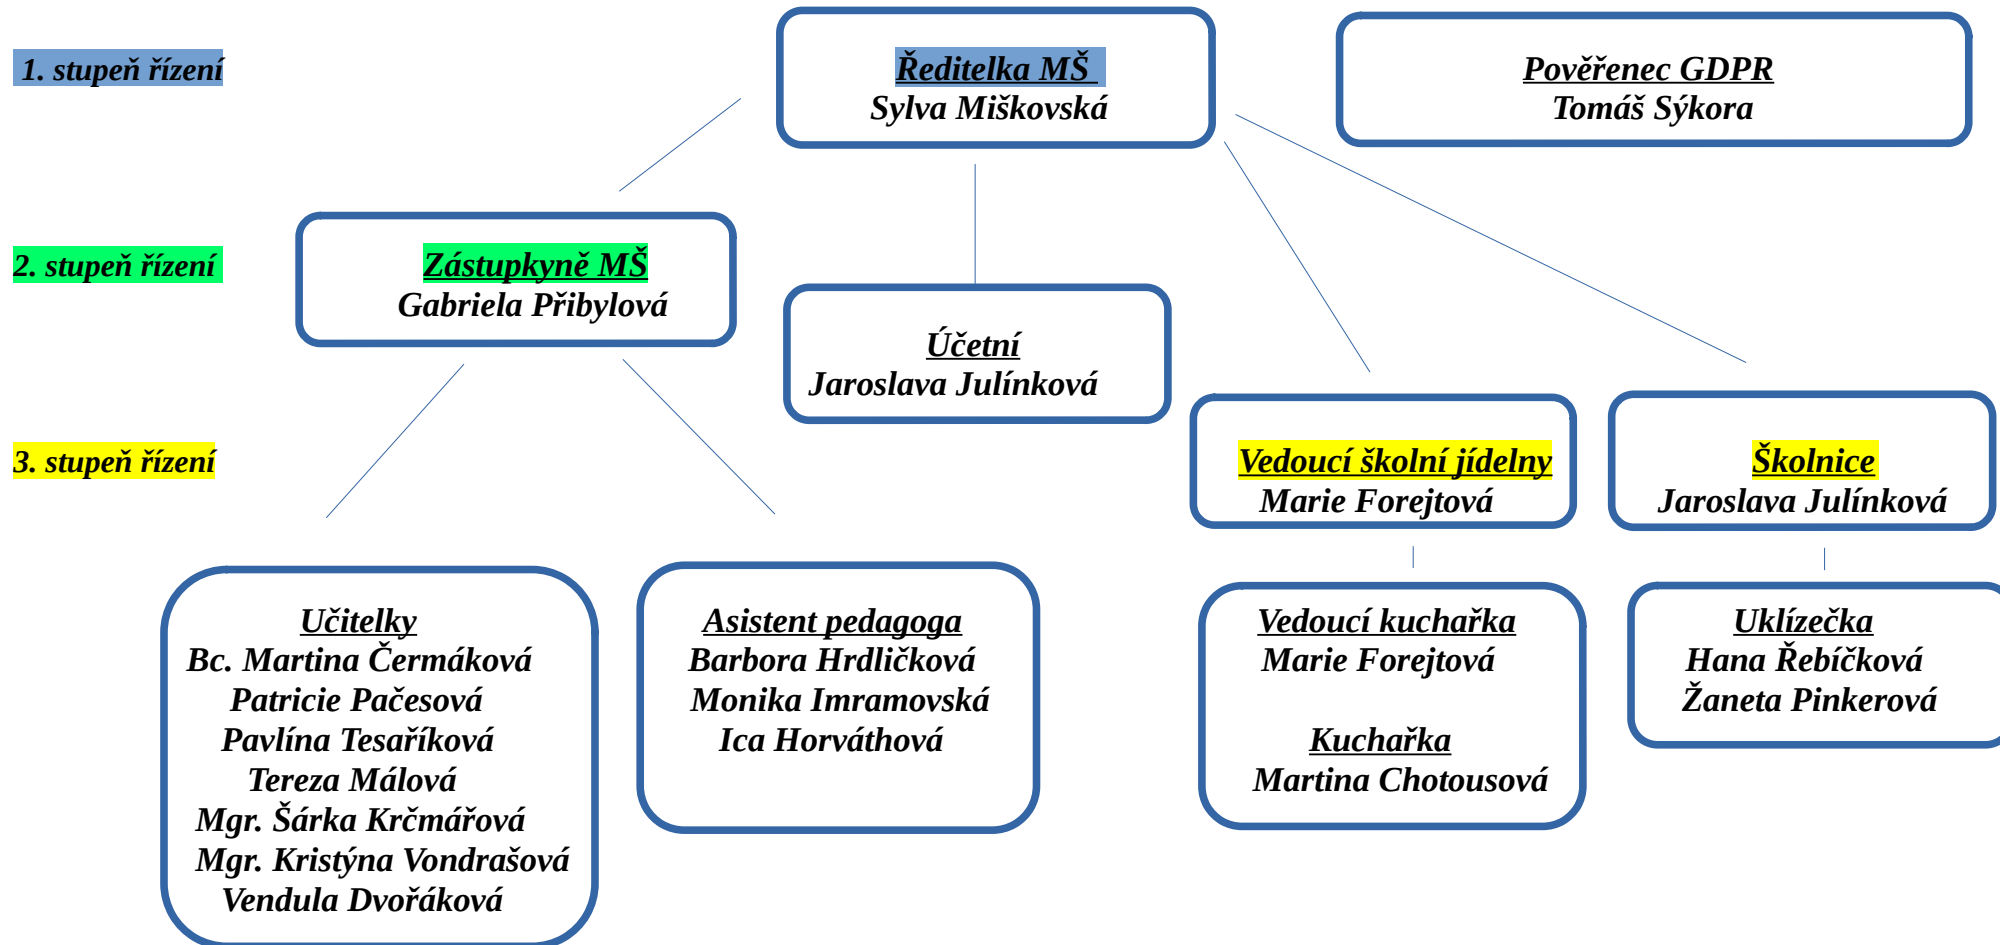 1. stupeň řízení
Ředitelka MŠ
Sylva Miškovská
Pověřenec GDPR
Tomáš Sýkora
2. stupeň řízení
Zástupkyně MŠ
Gabriela Přibylová
Účetní
Jaroslava Julínková
3. stupeň řízení
Vedoucí školní jídelny
Marie Forejtová
Školnice
Jaroslava Julínková
Učitelky
Bc. Martina Čermáková
Patricie Pačesová
Pavlína Tesaříková
Tereza Málová
Mgr. Šárka Krčmářová
Mgr. Kristýna Vondrašová
Vendula Dvořáková
Asistent pedagoga
Barbora Hrdličková
Monika Imramovská
Ica Horváthová
Vedoucí kuchařka
Marie Forejtová
Kuchařka
Martina Chotousová
Uklízečka
Hana Řebíčková
Žaneta Pinkerová